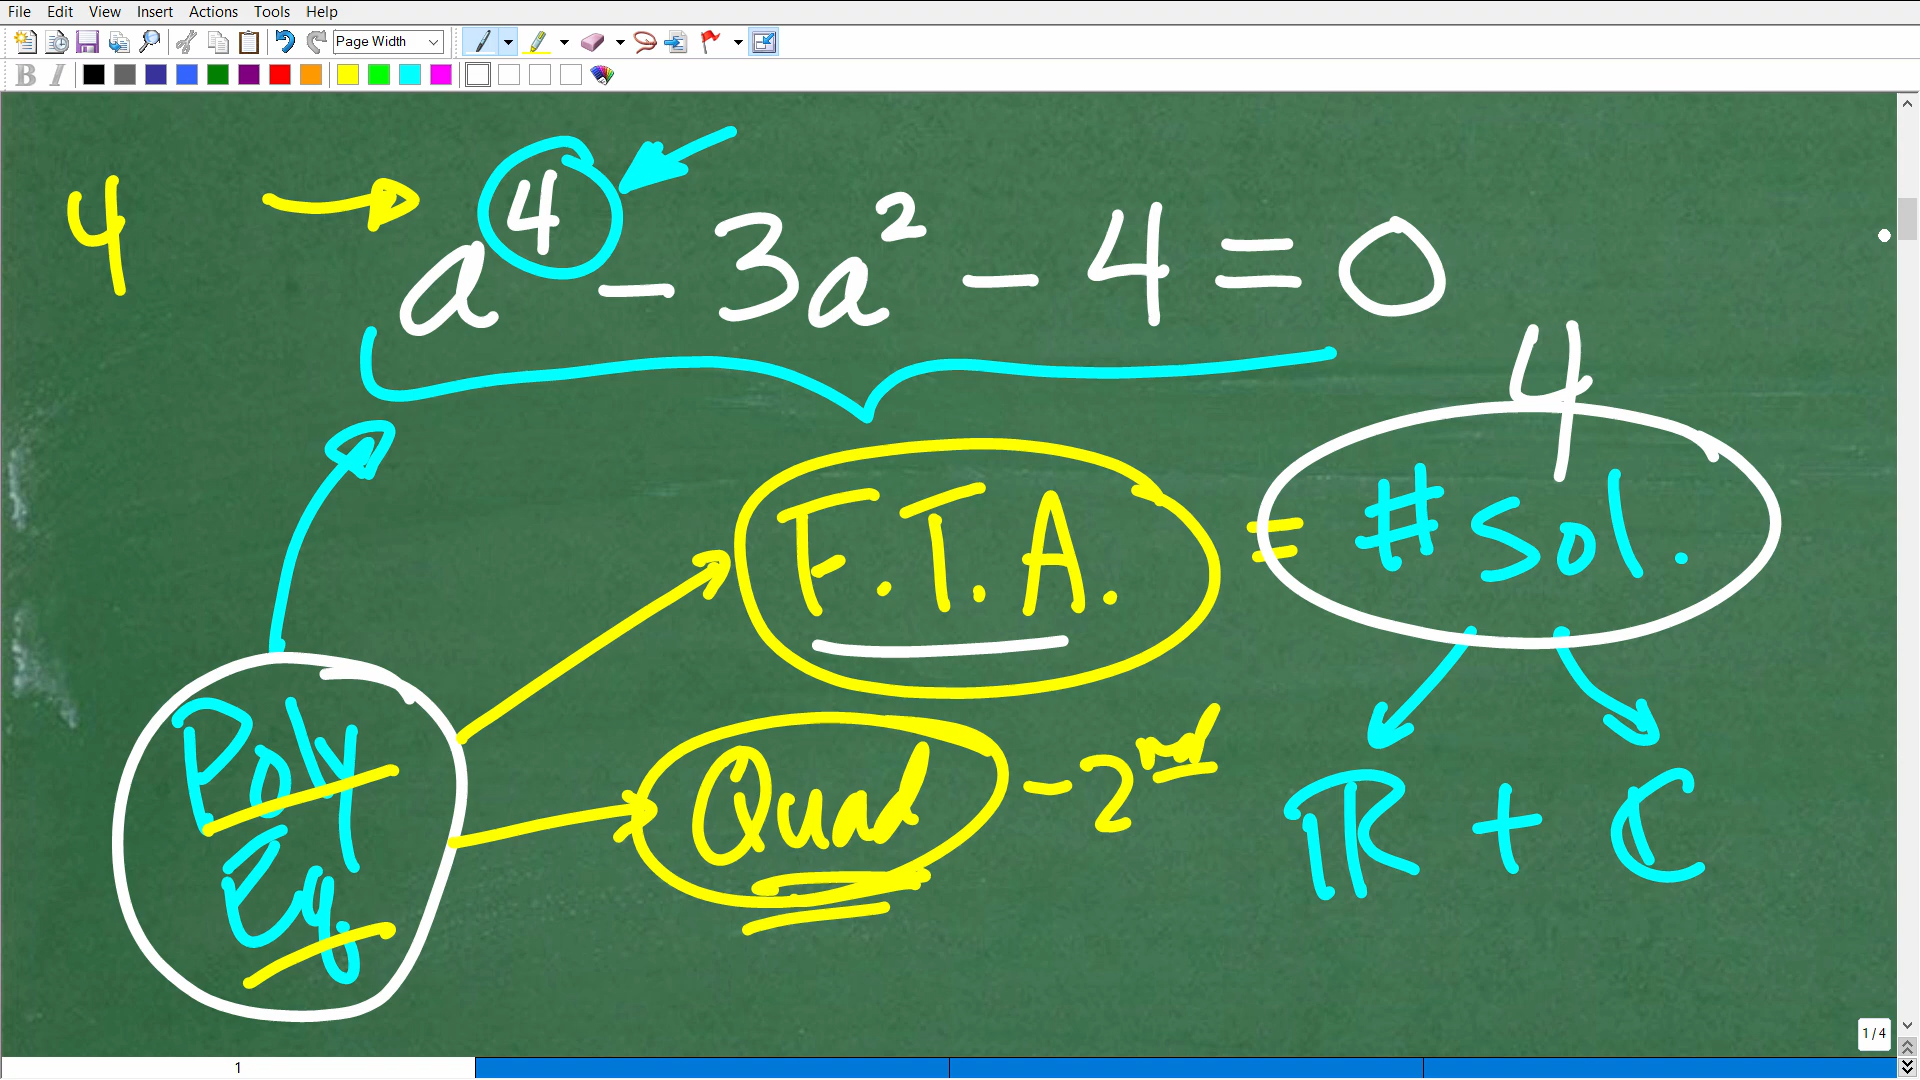 File Edit View Insert Actions Tools Help
Page Width
B I
4
a⁴ - 3a² - 4 = 0
4
F.T.A. = # Sol.
Poly
Eq.
Quad - 2nd
ℝ + ℂ
1 / 4
1